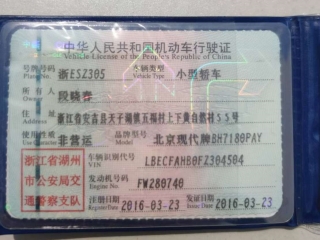 中华人民共和国机动车行驶证
Vehicle License of the People's Republic of China
号牌号码 浙ESZ305 车辆类型 小型轿车
Plate No. Vehicle Type
所有人 段晓春
Owner
住址 浙江省安吉县天子湖镇五福村上下黄自然村55号
Address
使用性质 非营运 品牌型号 北京现代牌BH7180PAY
Use Character Model
浙江省湖州 车辆识别代号 LBECFAHB0FZ304504
VIN
市公安局交 发动机号码 FW280740
Engine No.
通警察支队 注册日期 2016-03-23 发证日期 2016-03-23
Register Date Issue Date